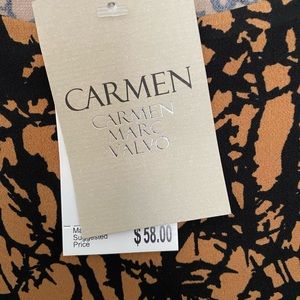 CARMEN
CARMEN
MARC
VALVO
Suggested
Price
$ 58.00